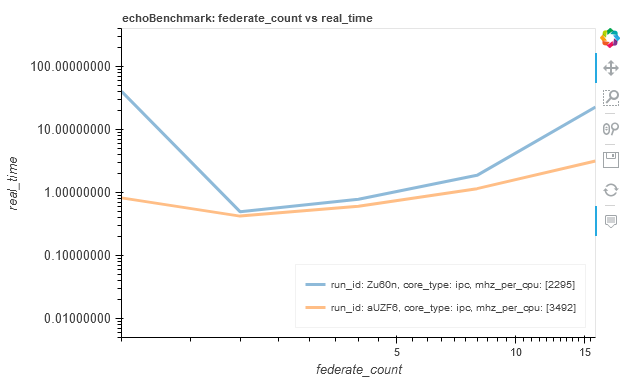 echoBenchmark: federate_count vs real_time
100.00000000
10.00000000
1.00000000
0.10000000
0.01000000
real_time
run_id: Zu60n, core_type: ipc, mhz_per_cpu: [2295]
run_id: aUZF6, core_type: ipc, mhz_per_cpu: [3492]
5
10
15
federate_count